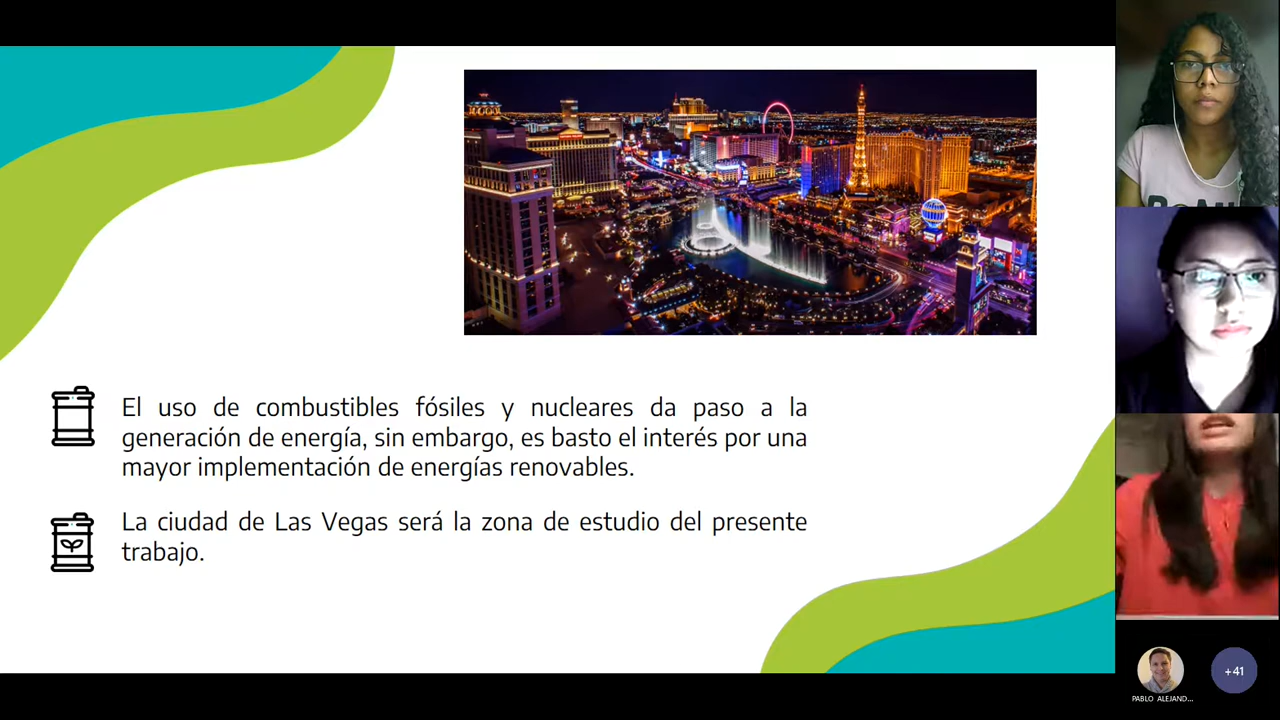 El uso de combustibles fósiles y nucleares da paso a la
generación de energía, sin embargo, es basto el interés por una
mayor implementación de energías renovables.
La ciudad de Las Vegas será la zona de estudio del presente
trabajo.
PABLO ALEJAND...
+41